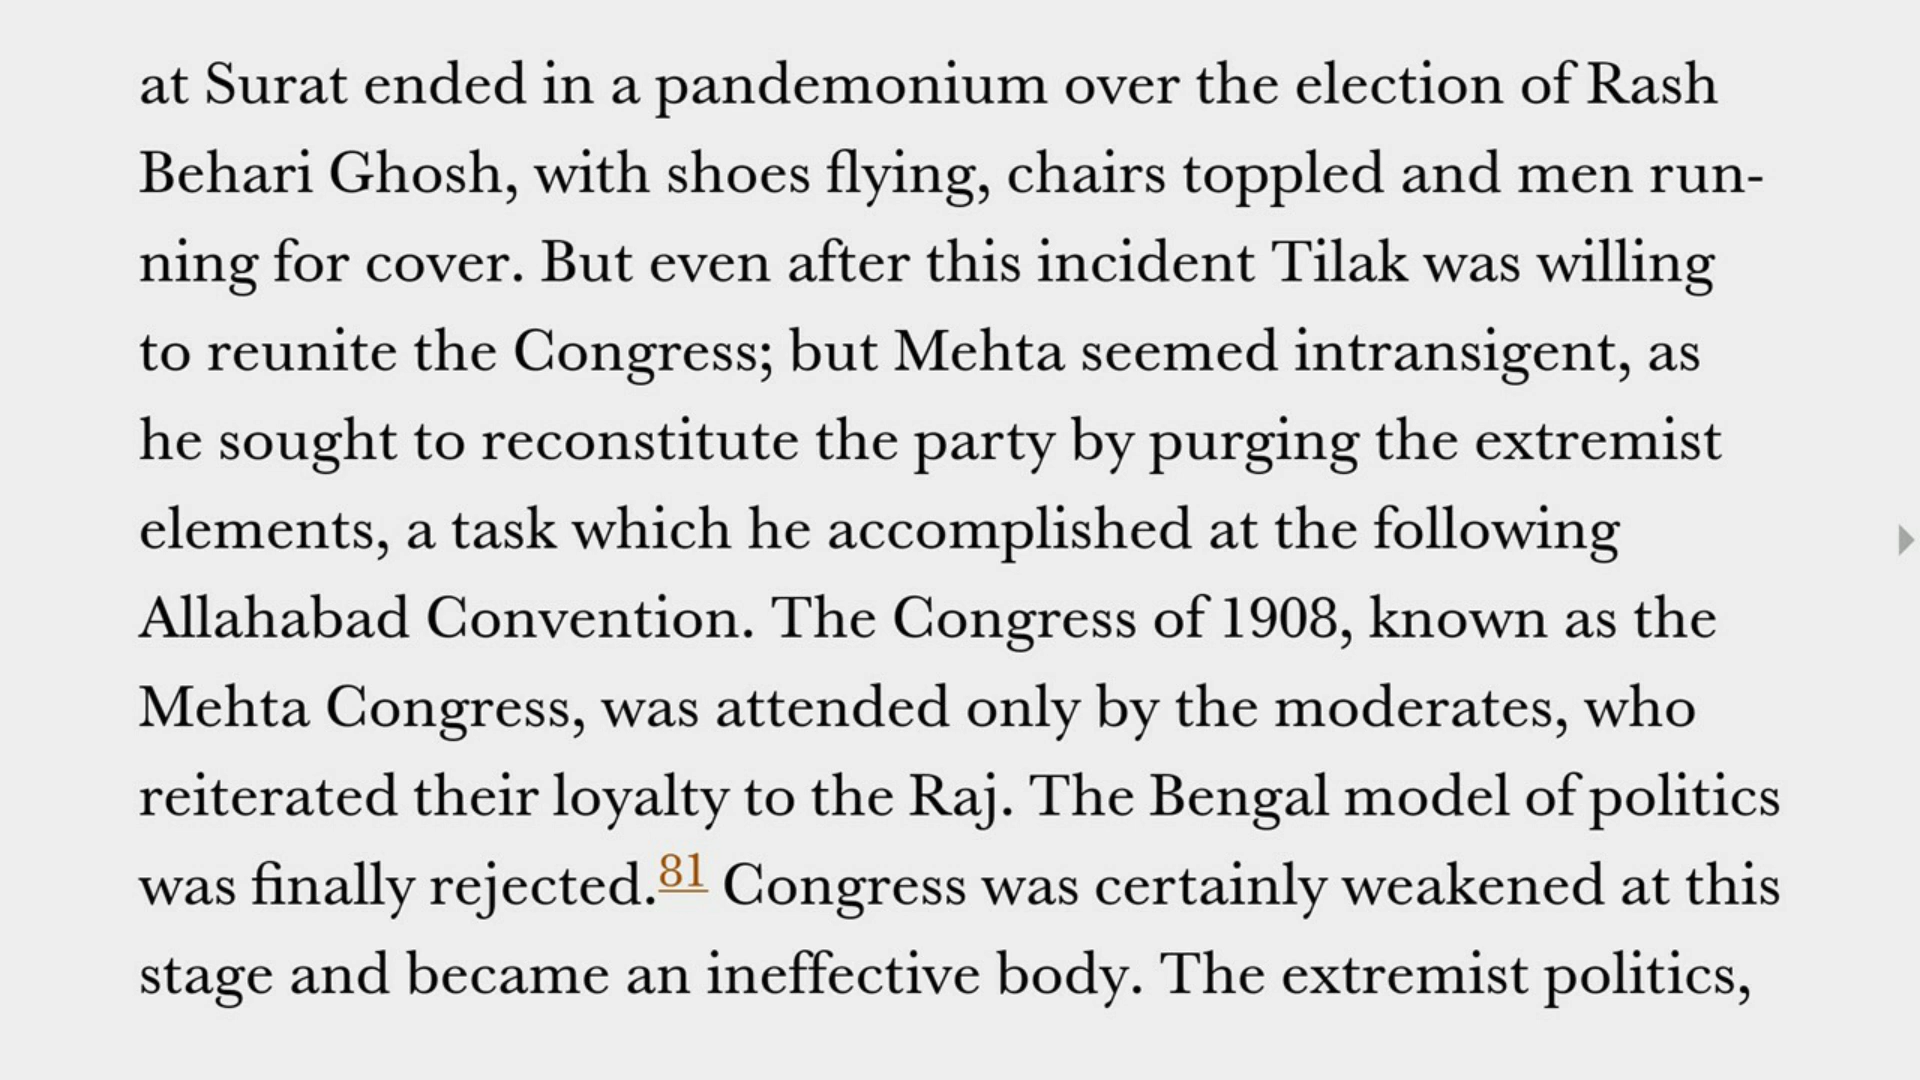 at Surat ended in a pandemonium over the election of Rash
Behari Ghosh, with shoes flying, chairs toppled and men run-
ning for cover. But even after this incident Tilak was willing
to reunite the Congress; but Mehta seemed intransigent, as
he sought to reconstitute the party by purging the extremist
elements, a task which he accomplished at the following
Allahabad Convention. The Congress of 1908, known as the
Mehta Congress, was attended only by the moderates, who
reiterated their loyalty to the Raj. The Bengal model of politics
was finally rejected.81 Congress was certainly weakened at this
stage and became an ineffective body. The extremist politics,